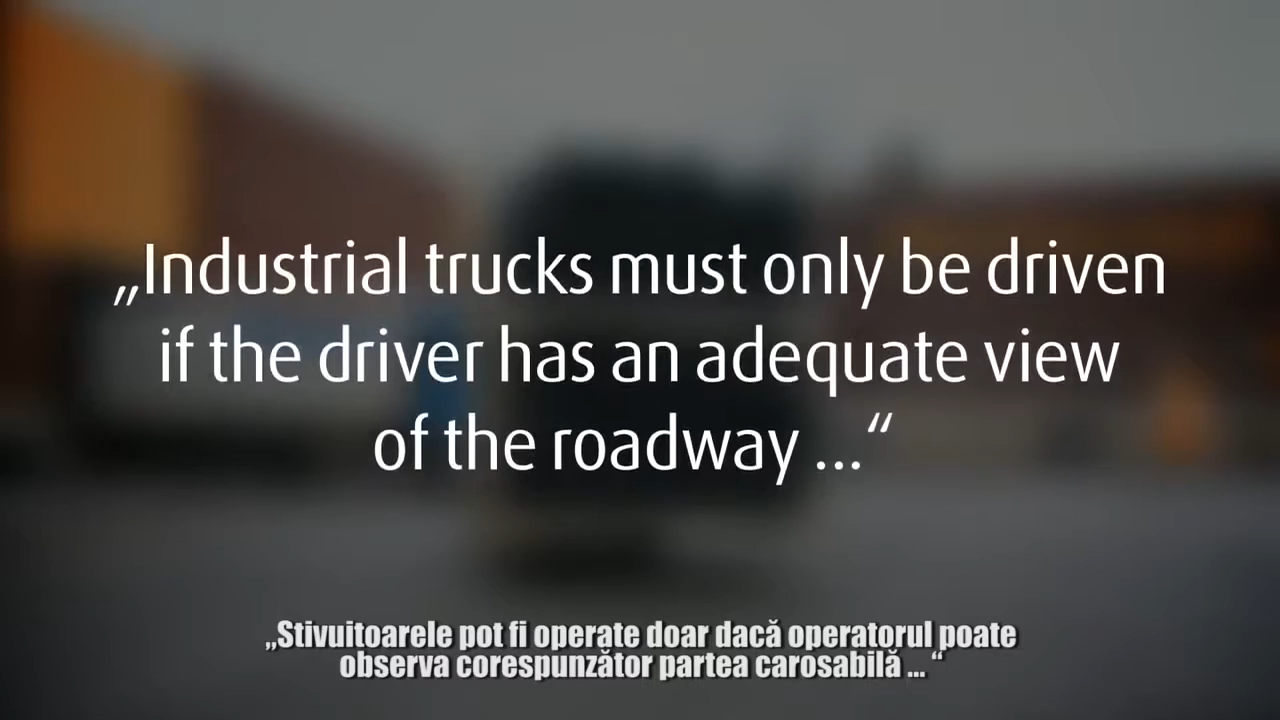 „Industrial trucks must only be driven
if the driver has an adequate view
of the roadway ...“
„Stivuitoarele pot fi operate doar dacă operatorul poate
observa corespunzător partea carosabilă ... “